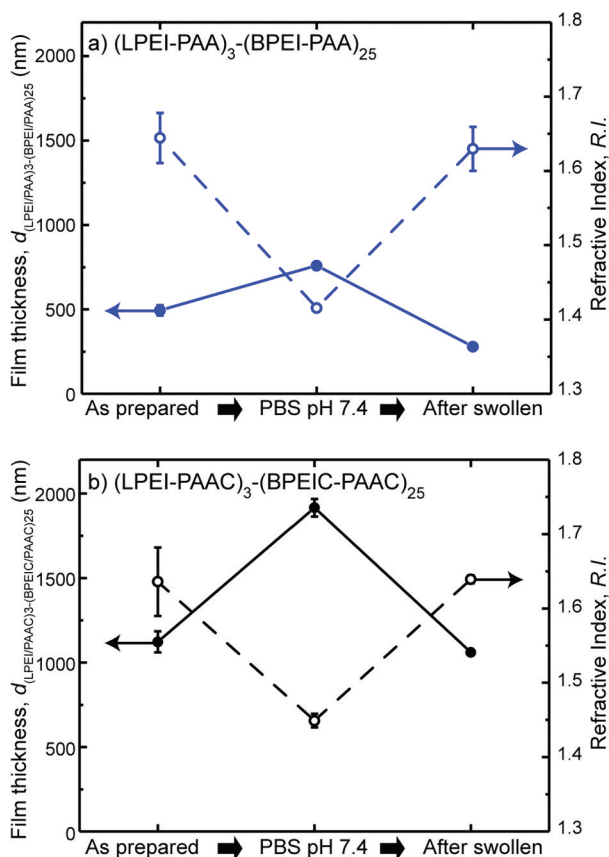 a) (LPEI-PAA)3-(BPEI-PAA)25
Film thickness, d(LPEI/PAA)3-(BPEI/PAA)25 (nm)
2000
1500
1000
500
0
1.8
1.7
1.6
1.5
1.4
1.3
Refractive Index, R.I.
As prepared PBS pH 7.4 After swollen
b) (LPEI-PAAC)3-(BPEIC-PAAC)25
Film thickness, d(LPEI/PAAC)3-(BPEIC/PAAC)25 (nm)
2000
1500
1000
500
0
1.8
1.7
1.6
1.5
1.4
1.3
Refractive Index, R.I.
As prepared PBS pH 7.4 After swollen